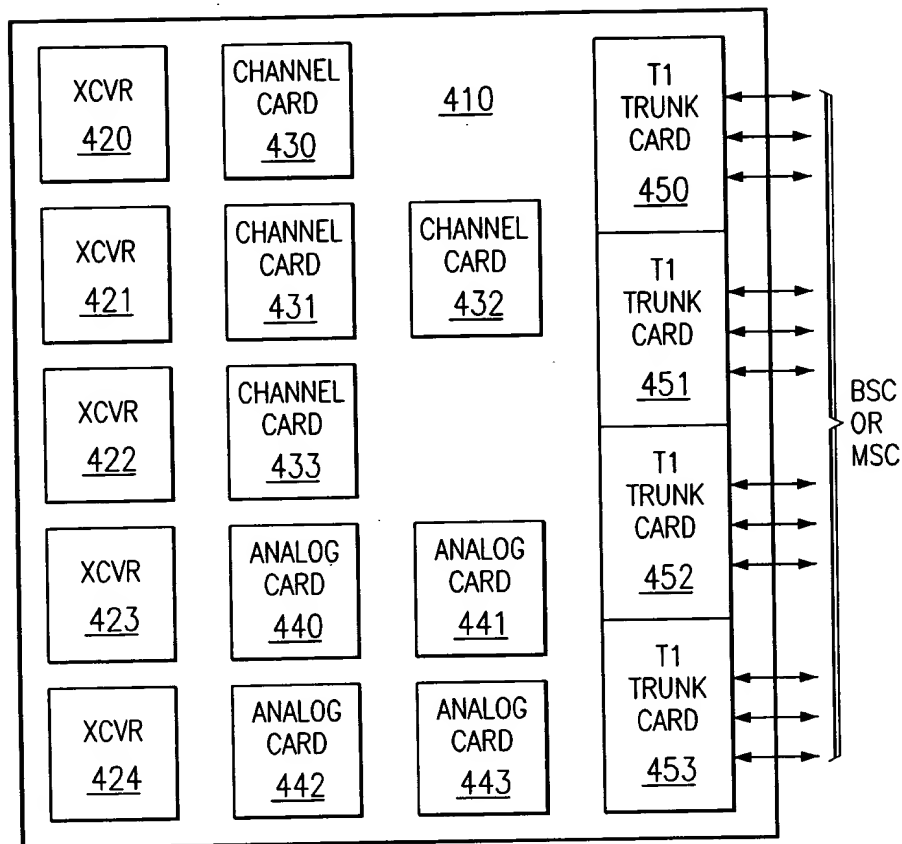 XCVR
420
CHANNEL
CARD
430
410
T1
TRUNK
CARD
450
XCVR
421
CHANNEL
CARD
431
CHANNEL
CARD
432
T1
TRUNK
CARD
451
XCVR
422
CHANNEL
CARD
433
BSC
OR
MSC
T1
TRUNK
CARD
452
XCVR
423
ANALOG
CARD
440
ANALOG
CARD
441
XCVR
424
ANALOG
CARD
442
ANALOG
CARD
443
T1
TRUNK
CARD
453